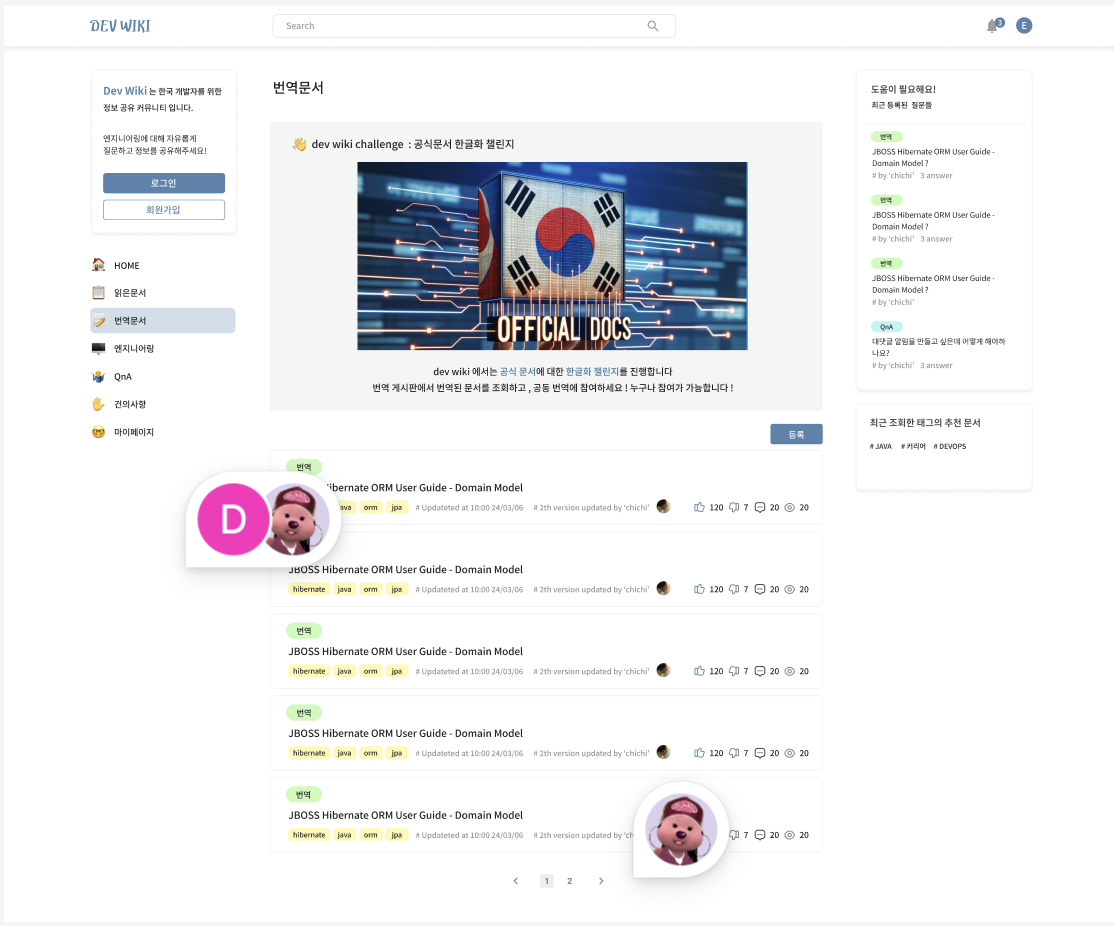 DEV WIKI
Search
3
E
Dev Wiki 는 한국 개발자를 위한
정보 공유 커뮤니티 입니다.
엔지니어링에 대해 자유롭게
질문하고 정보를 공유해주세요!
로그인
회원가입
HOME
읽은문서
번역문서
엔지니어링
QnA
건의사항
마이페이지
번역문서
dev wiki challenge : 공식문서 한글화 챌린지
OFFICIAL DOCS
dev wiki 에서는 공식 문서에 대한 한글화 챌린지를 진행합니다
번역 게시판에서 번역된 문서를 조회하고 , 공동 번역에 참여하세요 ! 누구나 참여가 가능합니다 !
등록
번역
ibernate ORM User Guide - Domain Model
ava orm jpa # Updateted at 10:00 24/03/06 # 2th version updated by 'chichi' 120 7 20 20
D
JBOSS Hibernate ORM User Guide - Domain Model
hibernate java orm jpa # Updateted at 10:00 24/03/06 # 2th version updated by 'chichi' 120 7 20 20
번역
JBOSS Hibernate ORM User Guide - Domain Model
hibernate java orm jpa # Updateted at 10:00 24/03/06 # 2th version updated by 'chichi' 120 7 20 20
번역
JBOSS Hibernate ORM User Guide - Domain Model
hibernate java orm jpa # Updateted at 10:00 24/03/06 # 2th version updated by 'chichi' 120 7 20 20
번역
JBOSS Hibernate ORM User Guide - Domain Model
hibernate java orm jpa # Updateted at 10:00 24/03/06 # 2th version updated by 'ch 7 20 20
< 1 2 >
도움이 필요해요!
최근 등록된 질문들
번역
JBOSS Hibernate ORM User Guide -
Domain Model ?
# by 'chichi' 3 answer
번역
JBOSS Hibernate ORM User Guide -
Domain Model ?
# by 'chichi' 3 answer
번역
JBOSS Hibernate ORM User Guide -
Domain Model ?
# by 'chichi'
QnA
대댓글 알림을 만들고 싶은데 어떻게 해야하
나요?
# by 'chichi' 3 answer
최근 조회한 태그의 추천 문서
# JAVA # 커리어 # DEVOPS